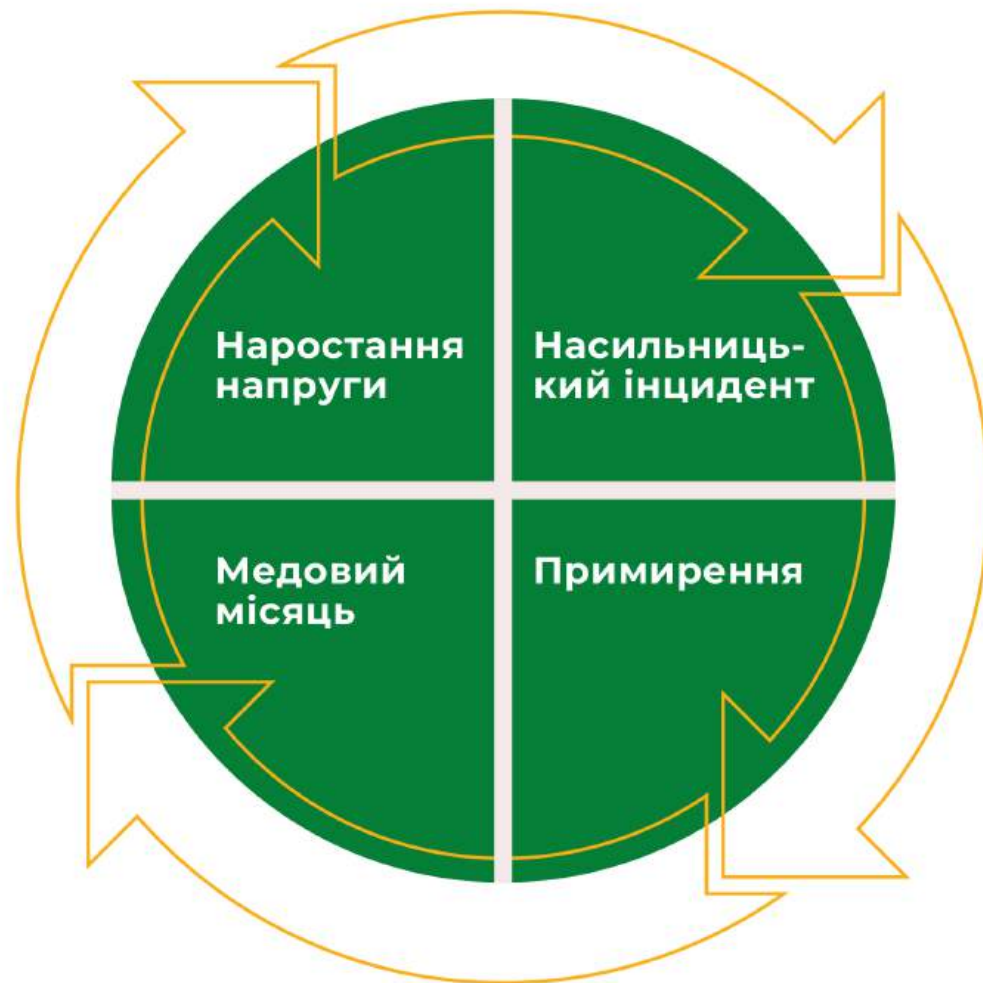 Наростання
напруги
Насильниць-
кий інцидент
Медовий
місяць
Примирення